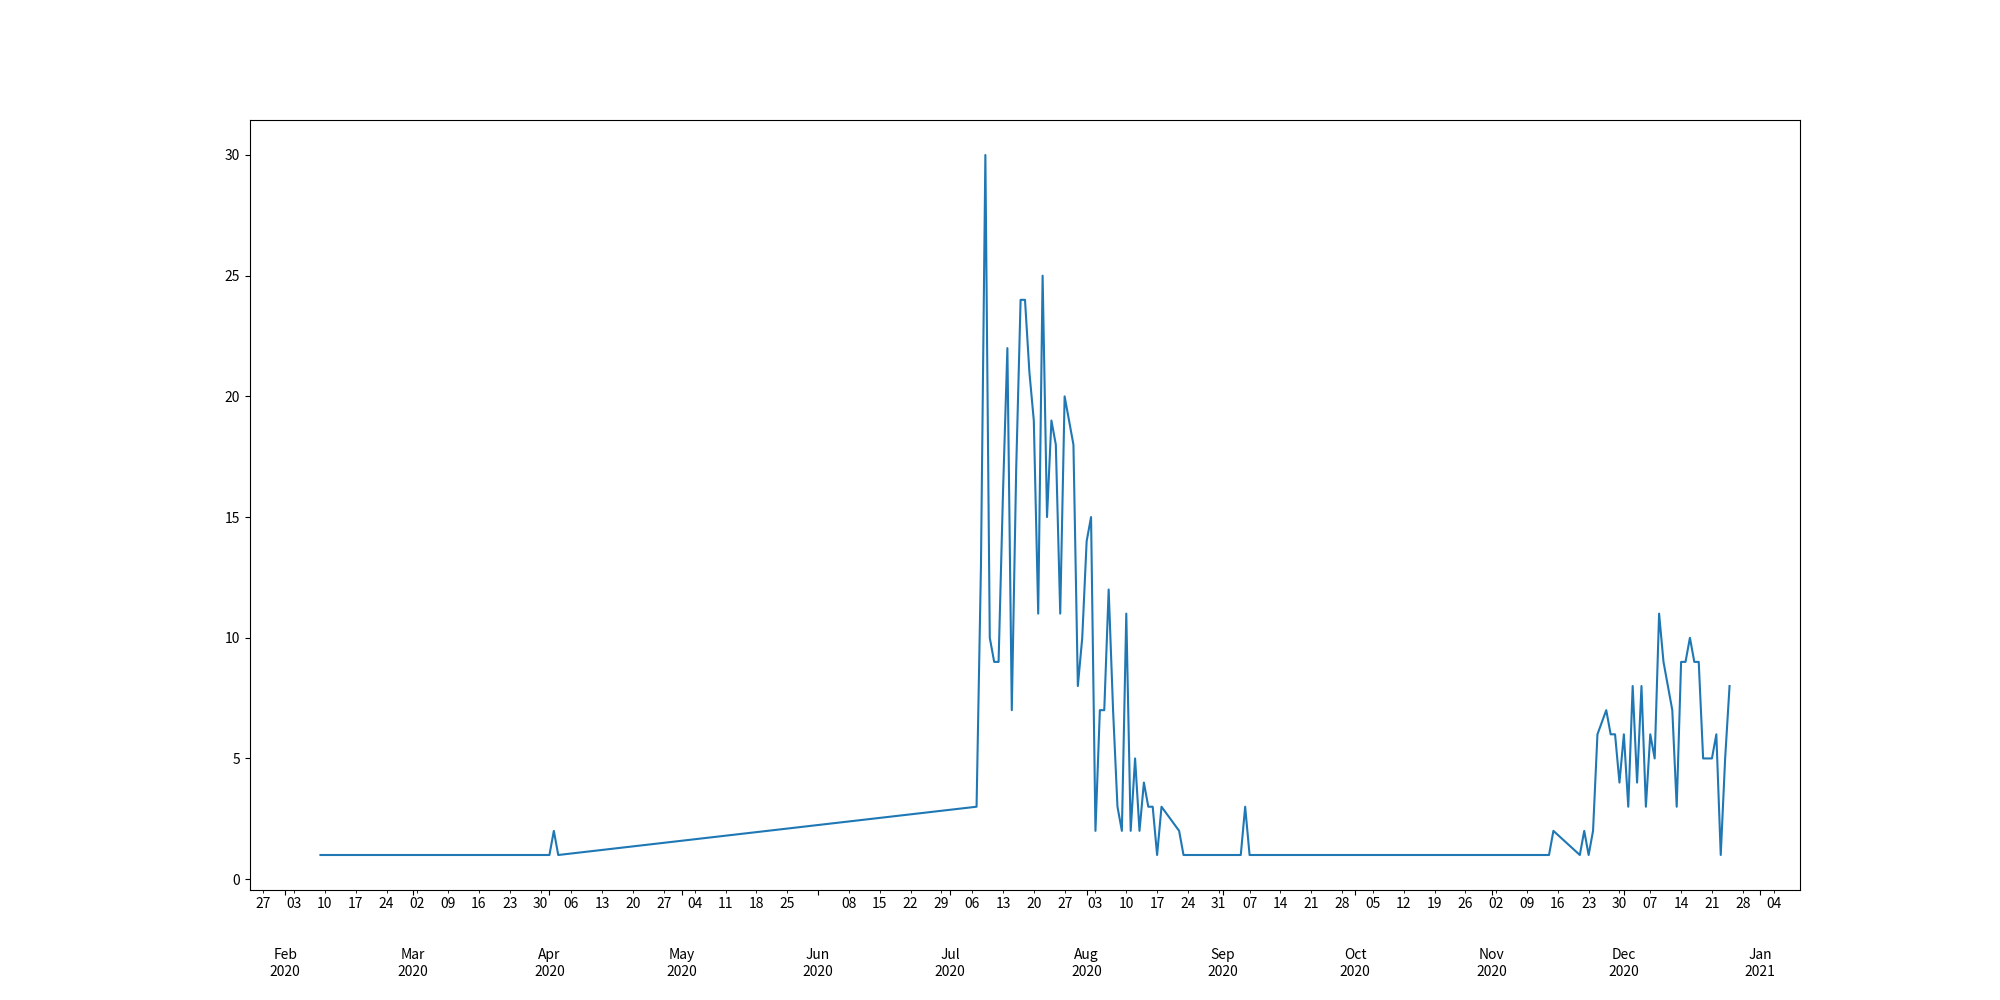 30
25
20
15
10
5
0
27 03 10 17 24 02 09 16 23 30 06 13 20 27 04 11 18 25 08 15 22 29 06 13 20 27 03 10 17 24 31 07 14 21 28 05 12 19 26 02 09 16 23 30 07 14 21 28 04
Feb Mar Apr May Jun Jul Aug Sep Oct Nov Dec Jan
2020 2020 2020 2020 2020 2020 2020 2020 2020 2020 2020 2021